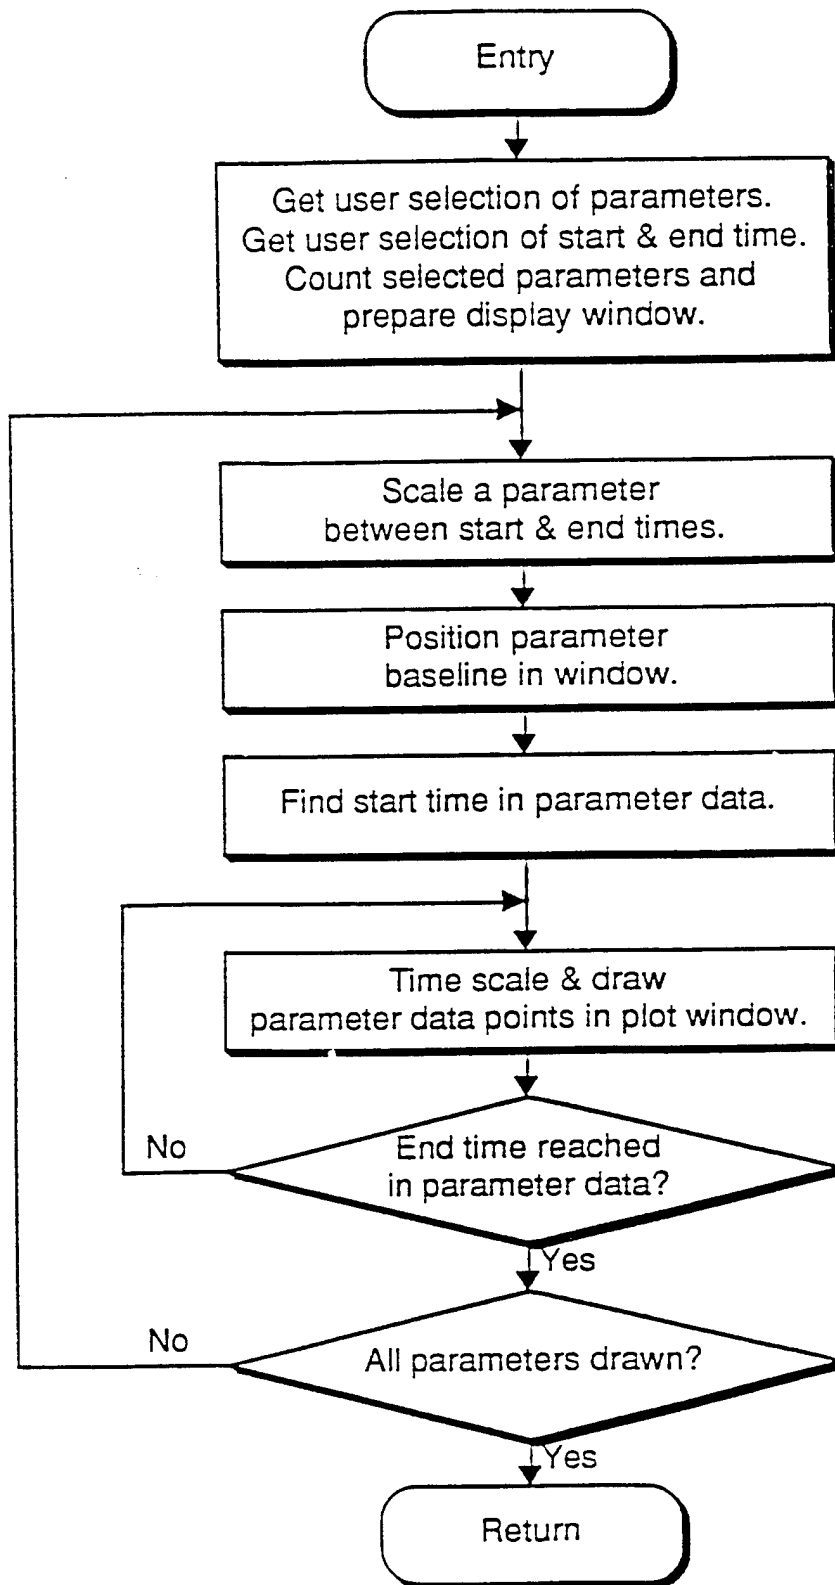 Entry
Get user selection of parameters.
Get user selection of start & end time.
Count selected parameters and
prepare display window.
Scale a parameter
between start & end times.
Position parameter
baseline in window.
Find start time in parameter data.
Time scale & draw
parameter data points in plot window.
No
End time reached
in parameter data?
Yes
No
All parameters drawn?
Yes
Return